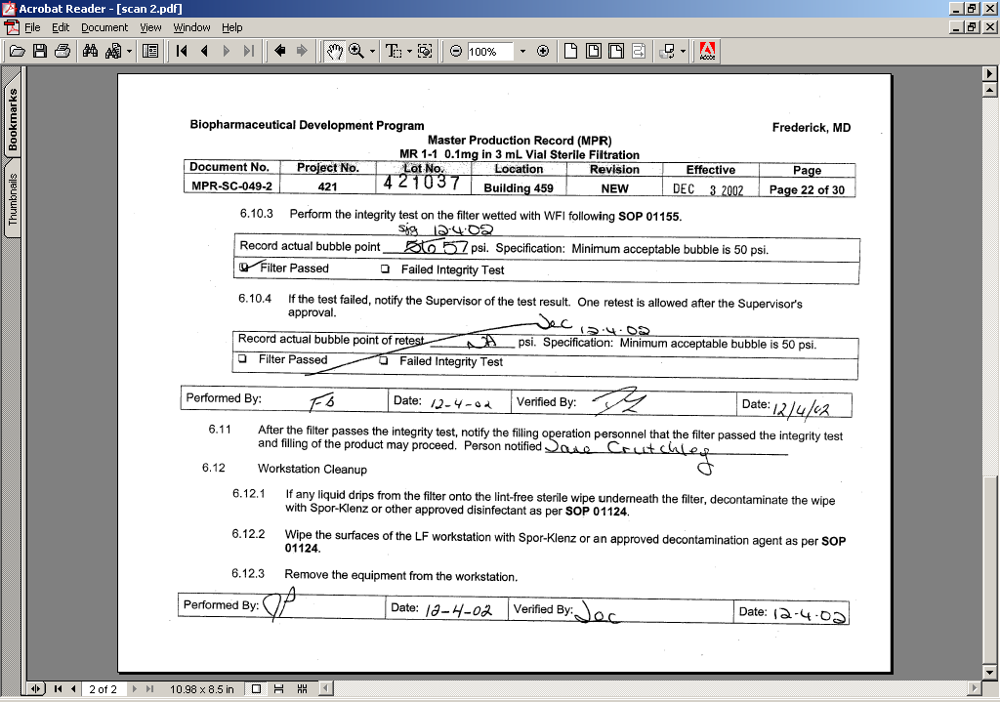 Acrobat Reader - [scan 2.pdf]
File Edit Document View Window Help
100%
Adobe
Bookmarks
Thumbnails
Biopharmaceutical Development Program Frederick, MD
Master Production Record (MPR)
MR 1-1 0.1mg in 3 mL Vial Sterile Filtration
Document No. Project No. Lot No. Location Revision Effective Page
MPR-SC-049-2 421 421037 Building 459 NEW DEC 3 2002 Page 22 of 30
6.10.3 Perform the integrity test on the filter wetted with WFI following SOP 01155.
12.4.02
Record actual bubble point 57 psi. Specification: Minimum acceptable bubble is 50 psi.
Filter Passed Failed Integrity Test
6.10.4 If the test failed, notify the Supervisor of the test result. One retest is allowed after the Supervisor's
approval.
Jec 12.4.02
Record actual bubble point of retest NA psi. Specification: Minimum acceptable bubble is 50 psi.
Filter Passed Failed Integrity Test
Performed By: Date: 12-4-02 Verified By: Date: 12/4/02
6.11 After the filter passes the integrity test, notify the filling operation personnel that the filter passed the integrity test
and filling of the product may proceed. Person notified Jane Crutchley
6.12 Workstation Cleanup
6.12.1 If any liquid drips from the filter onto the lint-free sterile wipe underneath the filter, decontaminate the wipe
with Spor-Klenz or other approved disinfectant as per SOP 01124.
6.12.2 Wipe the surfaces of the LF workstation with Spor-Klenz or an approved decontamination agent as per SOP
01124.
6.12.3 Remove the equipment from the workstation.
Performed By: Date: 12-4-02 Verified By: Jec Date: 12.4.02
2 of 2 10.98 x 8.5 in